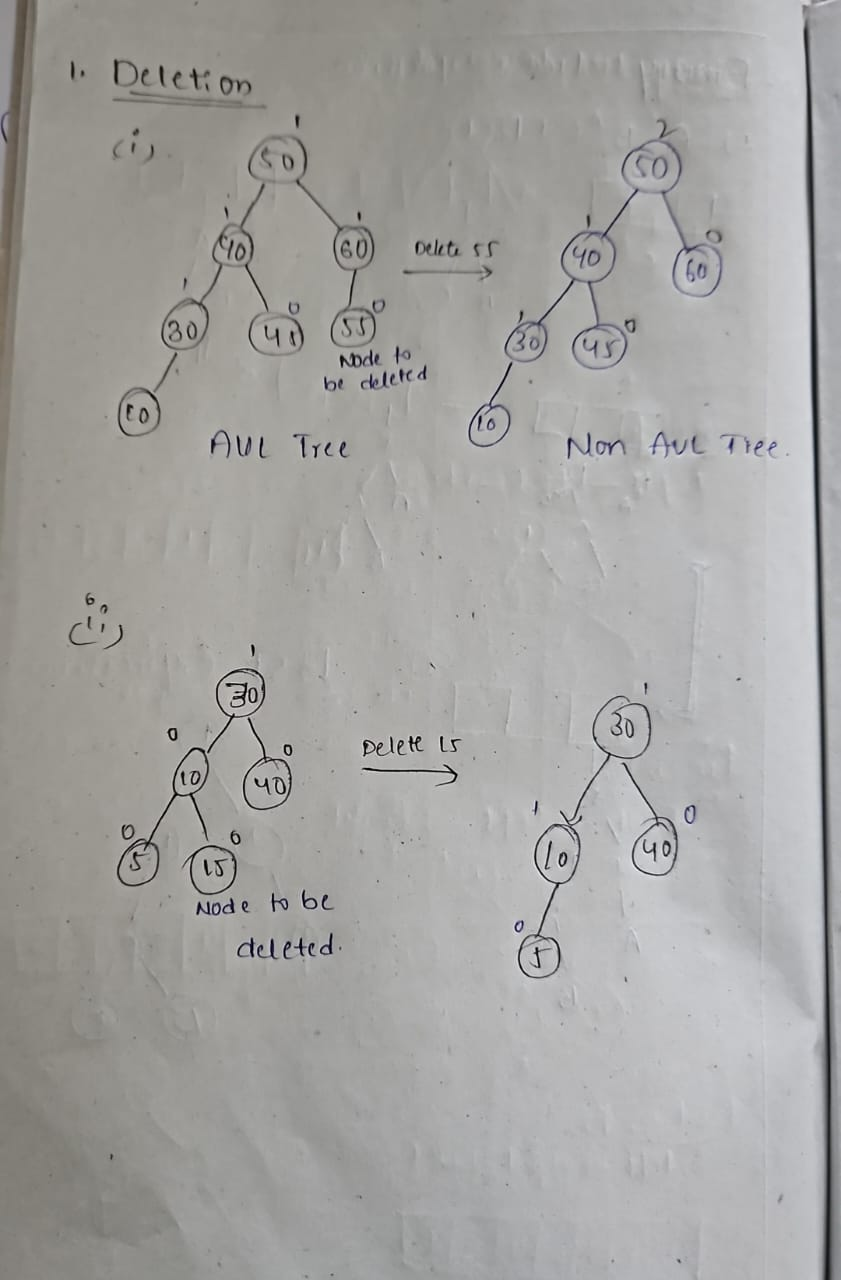 1. Deletion
(i)
1 2
50 50
1 1 1 0
40 60 Delete 55 40 60
1 0 0 1 0
30 45 55 30 45
Node to
be deleted
10 10
AVL Tree Non AVL Tree.
(ii)
1 1
30 30
0 0 Delete 15
10 40 1 0
0 0 10 40
5 15
Node to be
deleted. 0
5